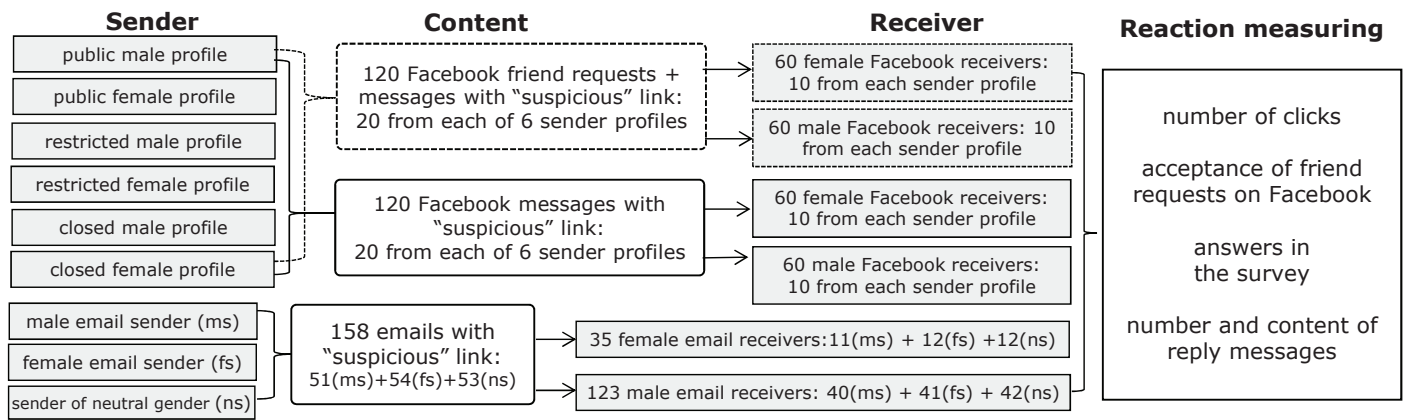 Sender
public male profile
public female profile
restricted male profile
restricted female profile
closed male profile
closed female profile
male email sender (ms)
female email sender (fs)
sender of neutral gender (ns)
Content
120 Facebook friend requests +
messages with “suspicious” link:
20 from each of 6 sender profiles
120 Facebook messages with
“suspicious” link:
20 from each of 6 sender profiles
158 emails with
“suspicious” link:
51(ms)+54(fs)+53(ns)
Receiver
60 female Facebook receivers:
10 from each sender profile
60 male Facebook receivers: 10
from each sender profile
60 female Facebook receivers:
10 from each sender profile
60 male Facebook receivers:
10 from each sender profile
35 female email receivers:11(ms) + 12(fs) +12(ns)
123 male email receivers: 40(ms) + 41(fs) + 42(ns)
Reaction measuring
number of clicks
acceptance of friend
requests on Facebook
answers in
the survey
number and content of
reply messages